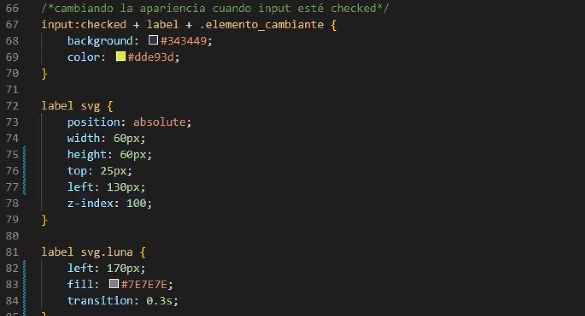 66 /*cambiando la apariencia cuando input esté checked*/
67 input:checked + label + .elemento_cambiante {
68 background: #343449;
69 color: #dde93d;
70 }
71
72 label svg {
73 position: absolute;
74 width: 60px;
75 height: 60px;
76 top: 25px;
77 left: 130px;
78 z-index: 100;
79 }
80
81 label svg.luna {
82 left: 170px;
83 fill: #7E7E7E;
84 transition: 0.3s;
85 }